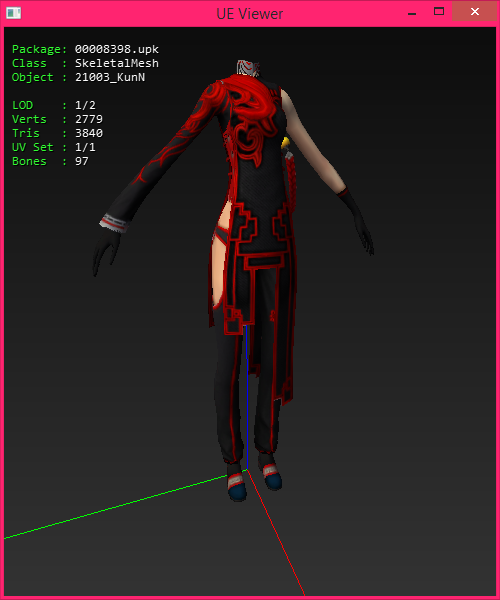 UE Viewer
Package: 00008398.upk
Class : SkeletalMesh
Object : 21003_KunN
LOD : 1/2
Verts : 2779
Tris : 3840
UV Set : 1/1
Bones : 97